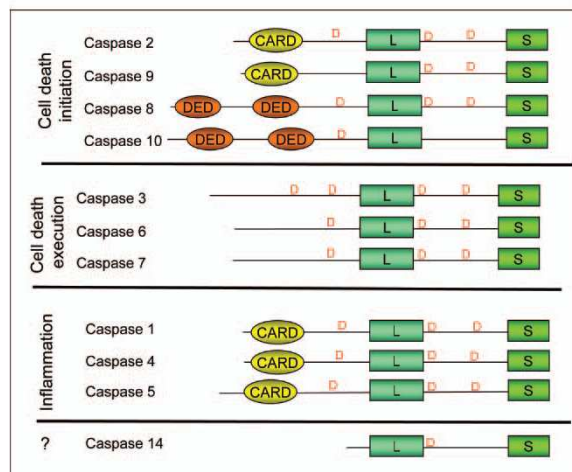 Cell death initiation
Caspase 2 CARD D L D D S
Caspase 9 CARD L D D S
Caspase 8 DED DED D L D D S
Caspase 10 DED DED D L S
Cell death execution
Caspase 3 D D L D D S
Caspase 6 D L D D S
Caspase 7 D L D D S
Inflammation
Caspase 1 CARD D L D D S
Caspase 4 CARD D L D D S
Caspase 5 CARD D L D D S
? Caspase 14 L D S